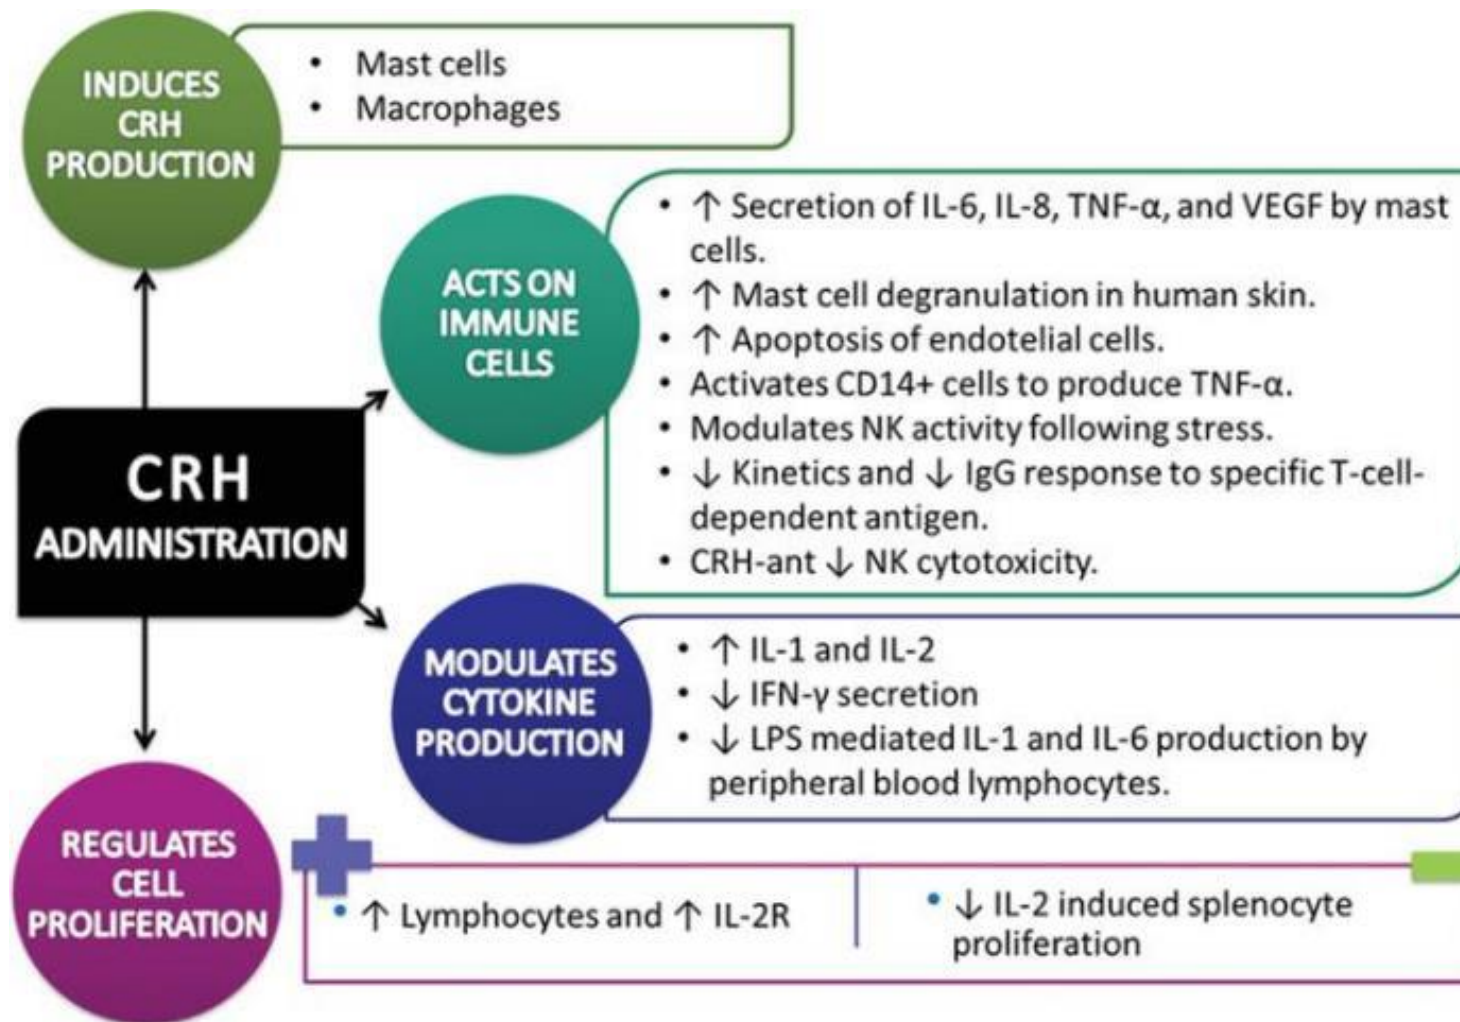 INDUCES
CRH
PRODUCTION
• Mast cells
• Macrophages
ACTS ON
IMMUNE
CELLS
• ↑ Secretion of IL-6, IL-8, TNF-α, and VEGF by mast
cells.
• ↑ Mast cell degranulation in human skin.
• ↑ Apoptosis of endotelial cells.
• Activates CD14+ cells to produce TNF-α.
• Modulates NK activity following stress.
• ↓ Kinetics and ↓ IgG response to specific T-cell-
dependent antigen.
• CRH-ant ↓ NK cytotoxicity.
CRH
ADMINISTRATION
MODULATES
CYTOKINE
PRODUCTION
• ↑ IL-1 and IL-2
• ↓ IFN-γ secretion
• ↓ LPS mediated IL-1 and IL-6 production by
peripheral blood lymphocytes.
REGULATES
CELL
PROLIFERATION
• ↑ Lymphocytes and ↑ IL-2R
• ↓ IL-2 induced splenocyte
proliferation